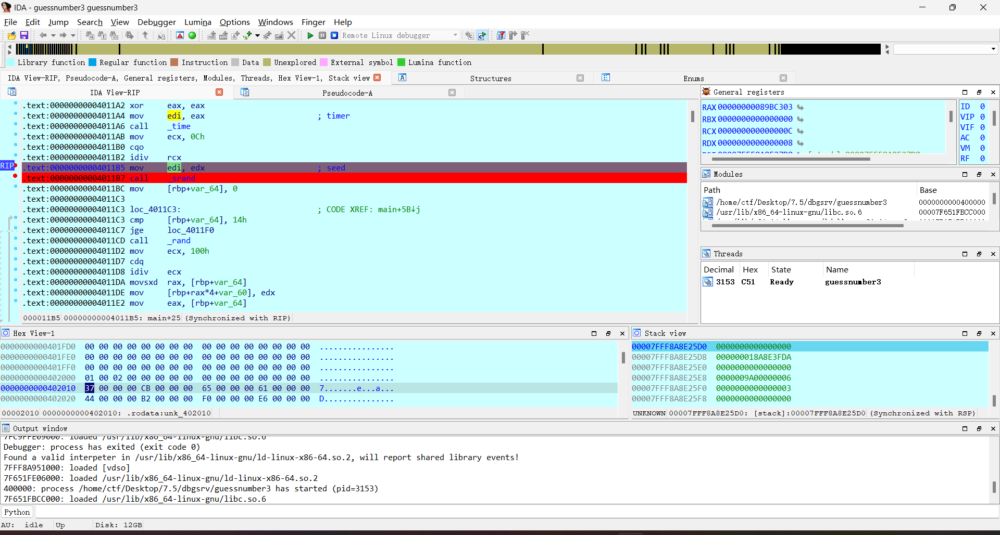 IDA - guessnumber3 guessnumber3
File Edit Jump Search View Debugger Lumina Options Windows Finger Help
Remote Linux debugger
Library function Regular function Instruction Data Unexplored External symbol Lumina function
IDA View-RIP, Pseudocode-A, General registers, Modules, Threads, Hex View-1, Stack view Structures Enums
IDA View-RIP Pseudocode-A
.text:00000000004011A2 xor eax, eax
.text:00000000004011A4 mov edi, eax ; timer
.text:00000000004011A6 call _time
.text:00000000004011AB mov ecx, 0Ch
.text:00000000004011B0 cqo
.text:00000000004011B2 idiv rcx
RIP .text:00000000004011B5 mov edi, edx ; seed
.text:00000000004011B7 call _srand
.text:00000000004011BC mov [rbp+var_64], 0
.text:00000000004011C3
.text:00000000004011C3 loc_4011C3: ; CODE XREF: main+5B↓j
.text:00000000004011C3 cmp [rbp+var_64], 14h
.text:00000000004011C7 jge loc_4011F0
.text:00000000004011CD call _rand
.text:00000000004011D2 mov ecx, 100h
.text:00000000004011D7 cdq
.text:00000000004011D8 idiv ecx
.text:00000000004011DA movsxd rax, [rbp+var_64]
.text:00000000004011DE mov [rbp+rax*4+var_60], edx
.text:00000000004011E2 mov eax, [rbp+var_64]
000011B5 00000000004011B5: main+25 (Synchronized with RIP)
General registers
RAX 00000000089BC303
RBX 0000000000000000
RCX 000000000000000C
RDX 0000000000000008
ID 0
VIP 0
VIF 0
AC 0
VM 0
RF 0
Modules
Path Base
/home/ctf/Desktop/7.5/dbgsrv/guessnumber3 0000000000400000
/usr/lib/x86_64-linux-gnu/libc.so.6 00007F651FBCC000
Threads
Decimal Hex State Name
3153 C51 Ready guessnumber3
Hex View-1
0000000000401FD0 00 00 00 00 00 00 00 00 00 00 00 00 00 00 00 00 ................
0000000000401FE0 00 00 00 00 00 00 00 00 00 00 00 00 00 00 00 00 ................
0000000000401FF0 00 00 00 00 00 00 00 00 00 00 00 00 00 00 00 00 ................
0000000000402000 01 00 02 00 00 00 00 00 00 00 00 00 00 00 00 00 ................
0000000000402010 37 00 00 00 CB 00 00 00 65 00 00 00 61 00 00 00 7.......e...a...
0000000000402020 44 00 00 00 B2 00 00 00 F0 00 00 00 E6 00 00 00 D...............
00002010 0000000000402010: .rodata:unk_402010
Stack view
00007FFF8A8E25D0 0000000000000000
00007FFF8A8E25D8 000000018A8E3FDA
00007FFF8A8E25E0 0000000000000000
00007FFF8A8E25E8 0000009A00000006
00007FFF8A8E25F0 0000000000000003
00007FFF8A8E25F8 0000000000000000
UNKNOWN 00007FFF8A8E25D0: [stack]:00007FFF8A8E25D0 (Synchronized with RSP)
Output window
7FC9FFE09000: loaded /usr/lib/x86_64-linux-gnu/libc.so.6
Debugger: process has exited (exit code 0)
Found a valid interpeter in /usr/lib/x86_64-linux-gnu/ld-linux-x86-64.so.2, will report shared library events!
7FFF8A951000: loaded [vdso]
7F651FE06000: loaded /usr/lib/x86_64-linux-gnu/ld-linux-x86-64.so.2
400000: process /home/ctf/Desktop/7.5/dbgsrv/guessnumber3 has started (pid=3153)
7F651FBCC000: loaded /usr/lib/x86_64-linux-gnu/libc.so.6
Python
AU: idle Up Disk: 12GB